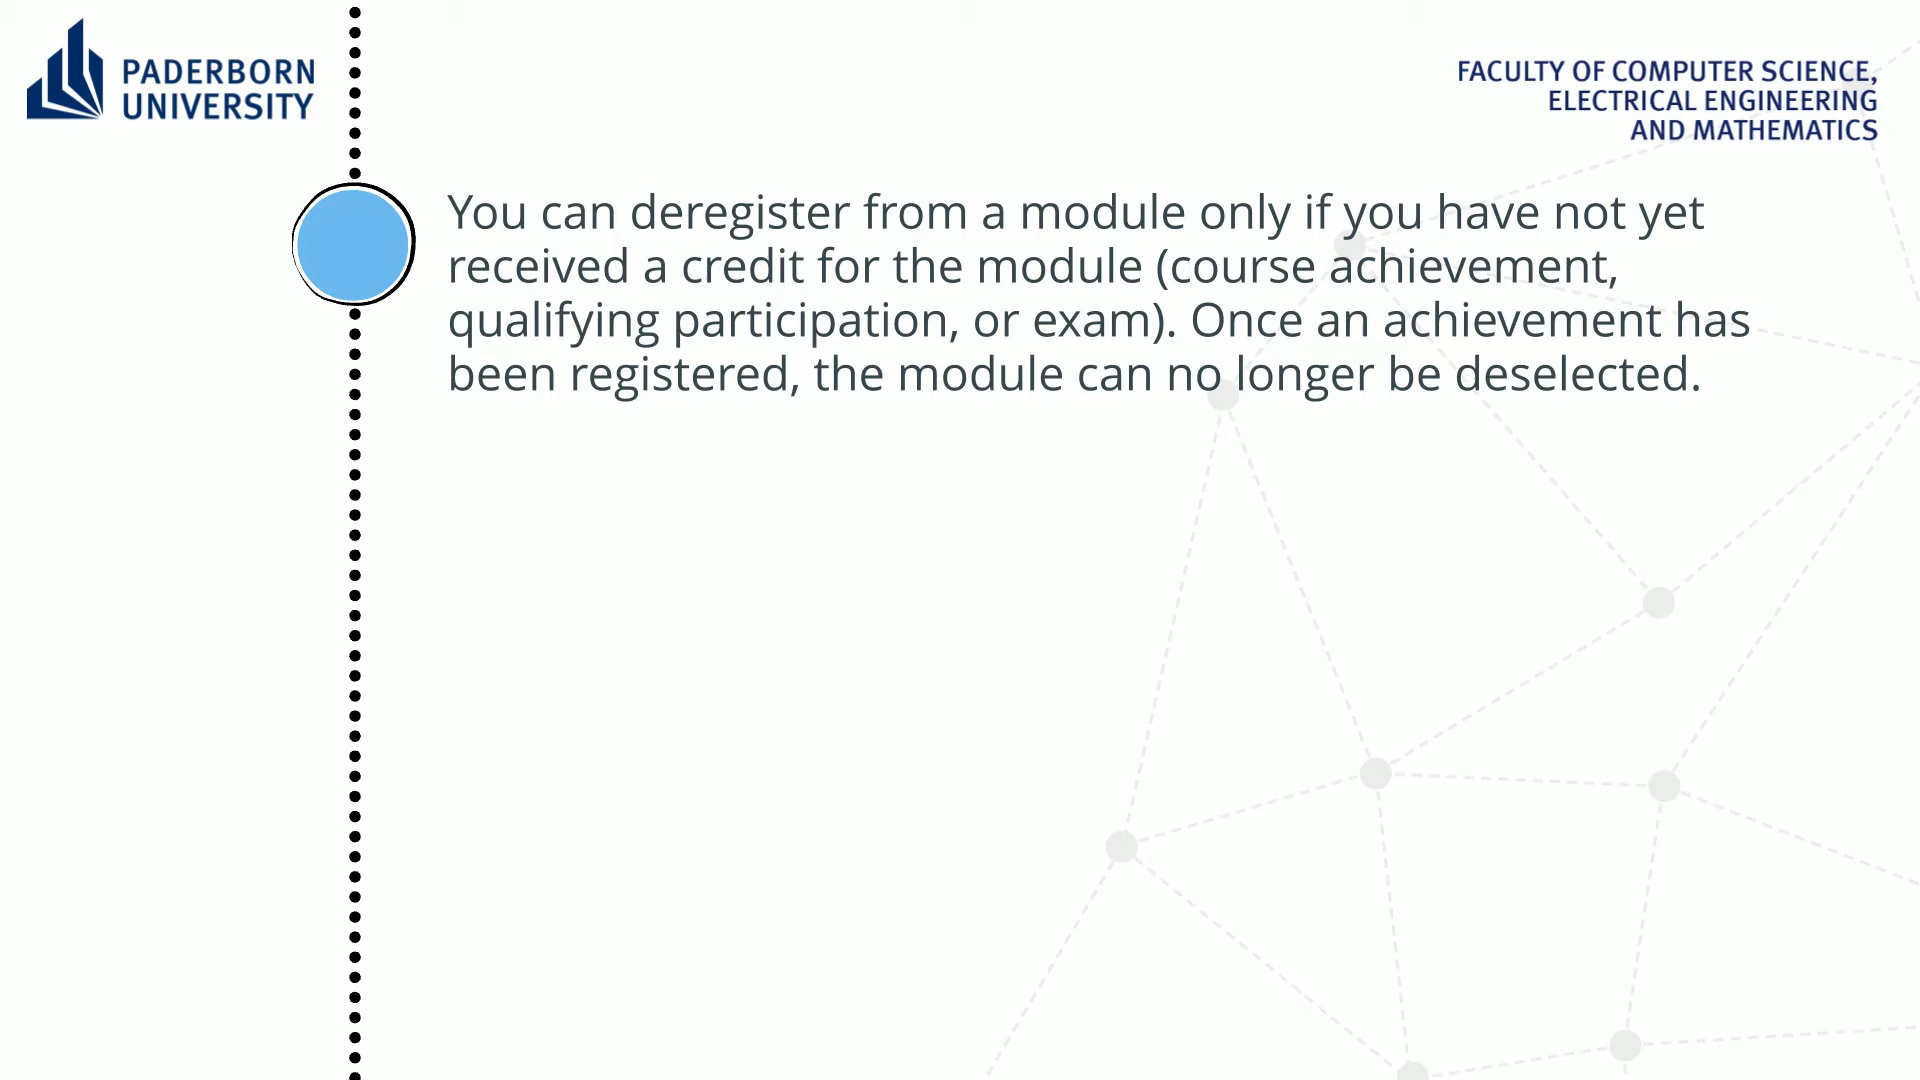 PADERBORN
UNIVERSITY
FACULTY OF COMPUTER SCIENCE,
ELECTRICAL ENGINEERING
AND MATHEMATICS
You can deregister from a module only if you have not yet
received a credit for the module (course achievement,
qualifying participation, or exam). Once an achievement has
been registered, the module can no longer be deselected.